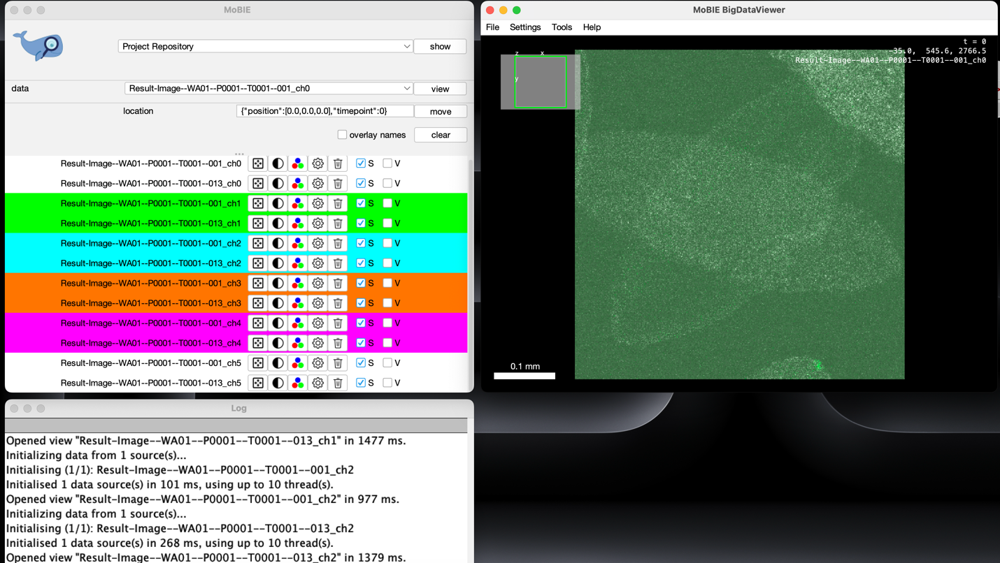 MoBIE
Project Repository show
data Result-Image--WA01--P0001--T0001--001_ch0 view
location {"position":[0.0,0.0,0.0],"timepoint":0} move
overlay names clear
Result-Image--WA01--P0001--T0001--001_ch0 S V
Result-Image--WA01--P0001--T0001--013_ch0 S V
Result-Image--WA01--P0001--T0001--001_ch1 S V
Result-Image--WA01--P0001--T0001--013_ch1 S V
Result-Image--WA01--P0001--T0001--001_ch2 S V
Result-Image--WA01--P0001--T0001--013_ch2 S V
Result-Image--WA01--P0001--T0001--001_ch3 S V
Result-Image--WA01--P0001--T0001--013_ch3 S V
Result-Image--WA01--P0001--T0001--001_ch4 S V
Result-Image--WA01--P0001--T0001--013_ch4 S V
Result-Image--WA01--P0001--T0001--001_ch5 S V
Result-Image--WA01--P0001--T0001--013_ch5 S V
MoBIE BigDataViewer
File Settings Tools Help
t = 0
-35.0, 545.6, 2766.5
Result-Image--WA01--P0001--T0001--001_ch0
z x
y
0.1 mm
Log
Opened view "Result-Image--WA01--P0001--T0001--013_ch1" in 1477 ms.
Initializing data from 1 source(s)...
Initialising (1/1): Result-Image--WA01--P0001--T0001--001_ch2
Initialised 1 data source(s) in 101 ms, using up to 10 thread(s).
Opened view "Result-Image--WA01--P0001--T0001--001_ch2" in 977 ms.
Initializing data from 1 source(s)...
Initialising (1/1): Result-Image--WA01--P0001--T0001--013_ch2
Initialised 1 data source(s) in 268 ms, using up to 10 thread(s).
Opened view "Result-Image--WA01--P0001--T0001--013_ch2" in 1379 ms.